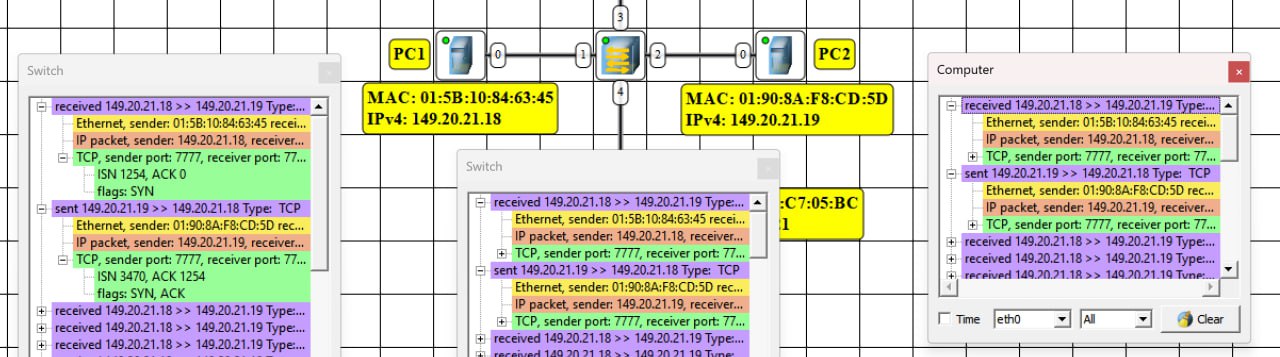 3
PC1
0
1
2
0
PC2
4
MAC: 01:5B:10:84:63:45
IPv4: 149.20.21.18
MAC: 01:90:8A:F8:CD:5D
IPv4: 149.20.21.19
:C7:05:BC
Switch
received 149.20.21.18 >> 149.20.21.19 Type:...
Ethernet, sender: 01:5B:10:84:63:45 recei...
IP packet, sender: 149.20.21.18, receiver...
TCP, sender port: 7777, receiver port: 77...
ISN 1254, ACK 0
flags: SYN
sent 149.20.21.19 >> 149.20.21.18 Type: TCP
Ethernet, sender: 01:90:8A:F8:CD:5D rec...
IP packet, sender: 149.20.21.19, receiver...
TCP, sender port: 7777, receiver port: 77...
ISN 3470, ACK 1254
flags: SYN, ACK
received 149.20.21.18 >> 149.20.21.19 Type:...
received 149.20.21.18 >> 149.20.21.19 Type:...
received 149.20.21.18 >> 149.20.21.19 Type:...
Switch
received 149.20.21.18 >> 149.20.21.19 Type:...
Ethernet, sender: 01:5B:10:84:63:45 recei...
IP packet, sender: 149.20.21.18, receiver...
TCP, sender port: 7777, receiver port: 77...
sent 149.20.21.19 >> 149.20.21.18 Type: TCP
Ethernet, sender: 01:90:8A:F8:CD:5D rec...
IP packet, sender: 149.20.21.19, receiver...
TCP, sender port: 7777, receiver port: 77...
received 149.20.21.18 >> 149.20.21.19 Type:...
Computer
received 149.20.21.18 >> 149.20.21.19 Type:...
Ethernet, sender: 01:5B:10:84:63:45 recei...
IP packet, sender: 149.20.21.18, receiver...
TCP, sender port: 7777, receiver port: 77...
sent 149.20.21.19 >> 149.20.21.18 Type: TCP
Ethernet, sender: 01:90:8A:F8:CD:5D rec...
IP packet, sender: 149.20.21.19, receiver...
TCP, sender port: 7777, receiver port: 77...
received 149.20.21.18 >> 149.20.21.19 Type:...
received 149.20.21.18 >> 149.20.21.19 Type:...
received 149.20.21.18 >> 149.20.21.19 Type:...
Time
eth0
All
Clear